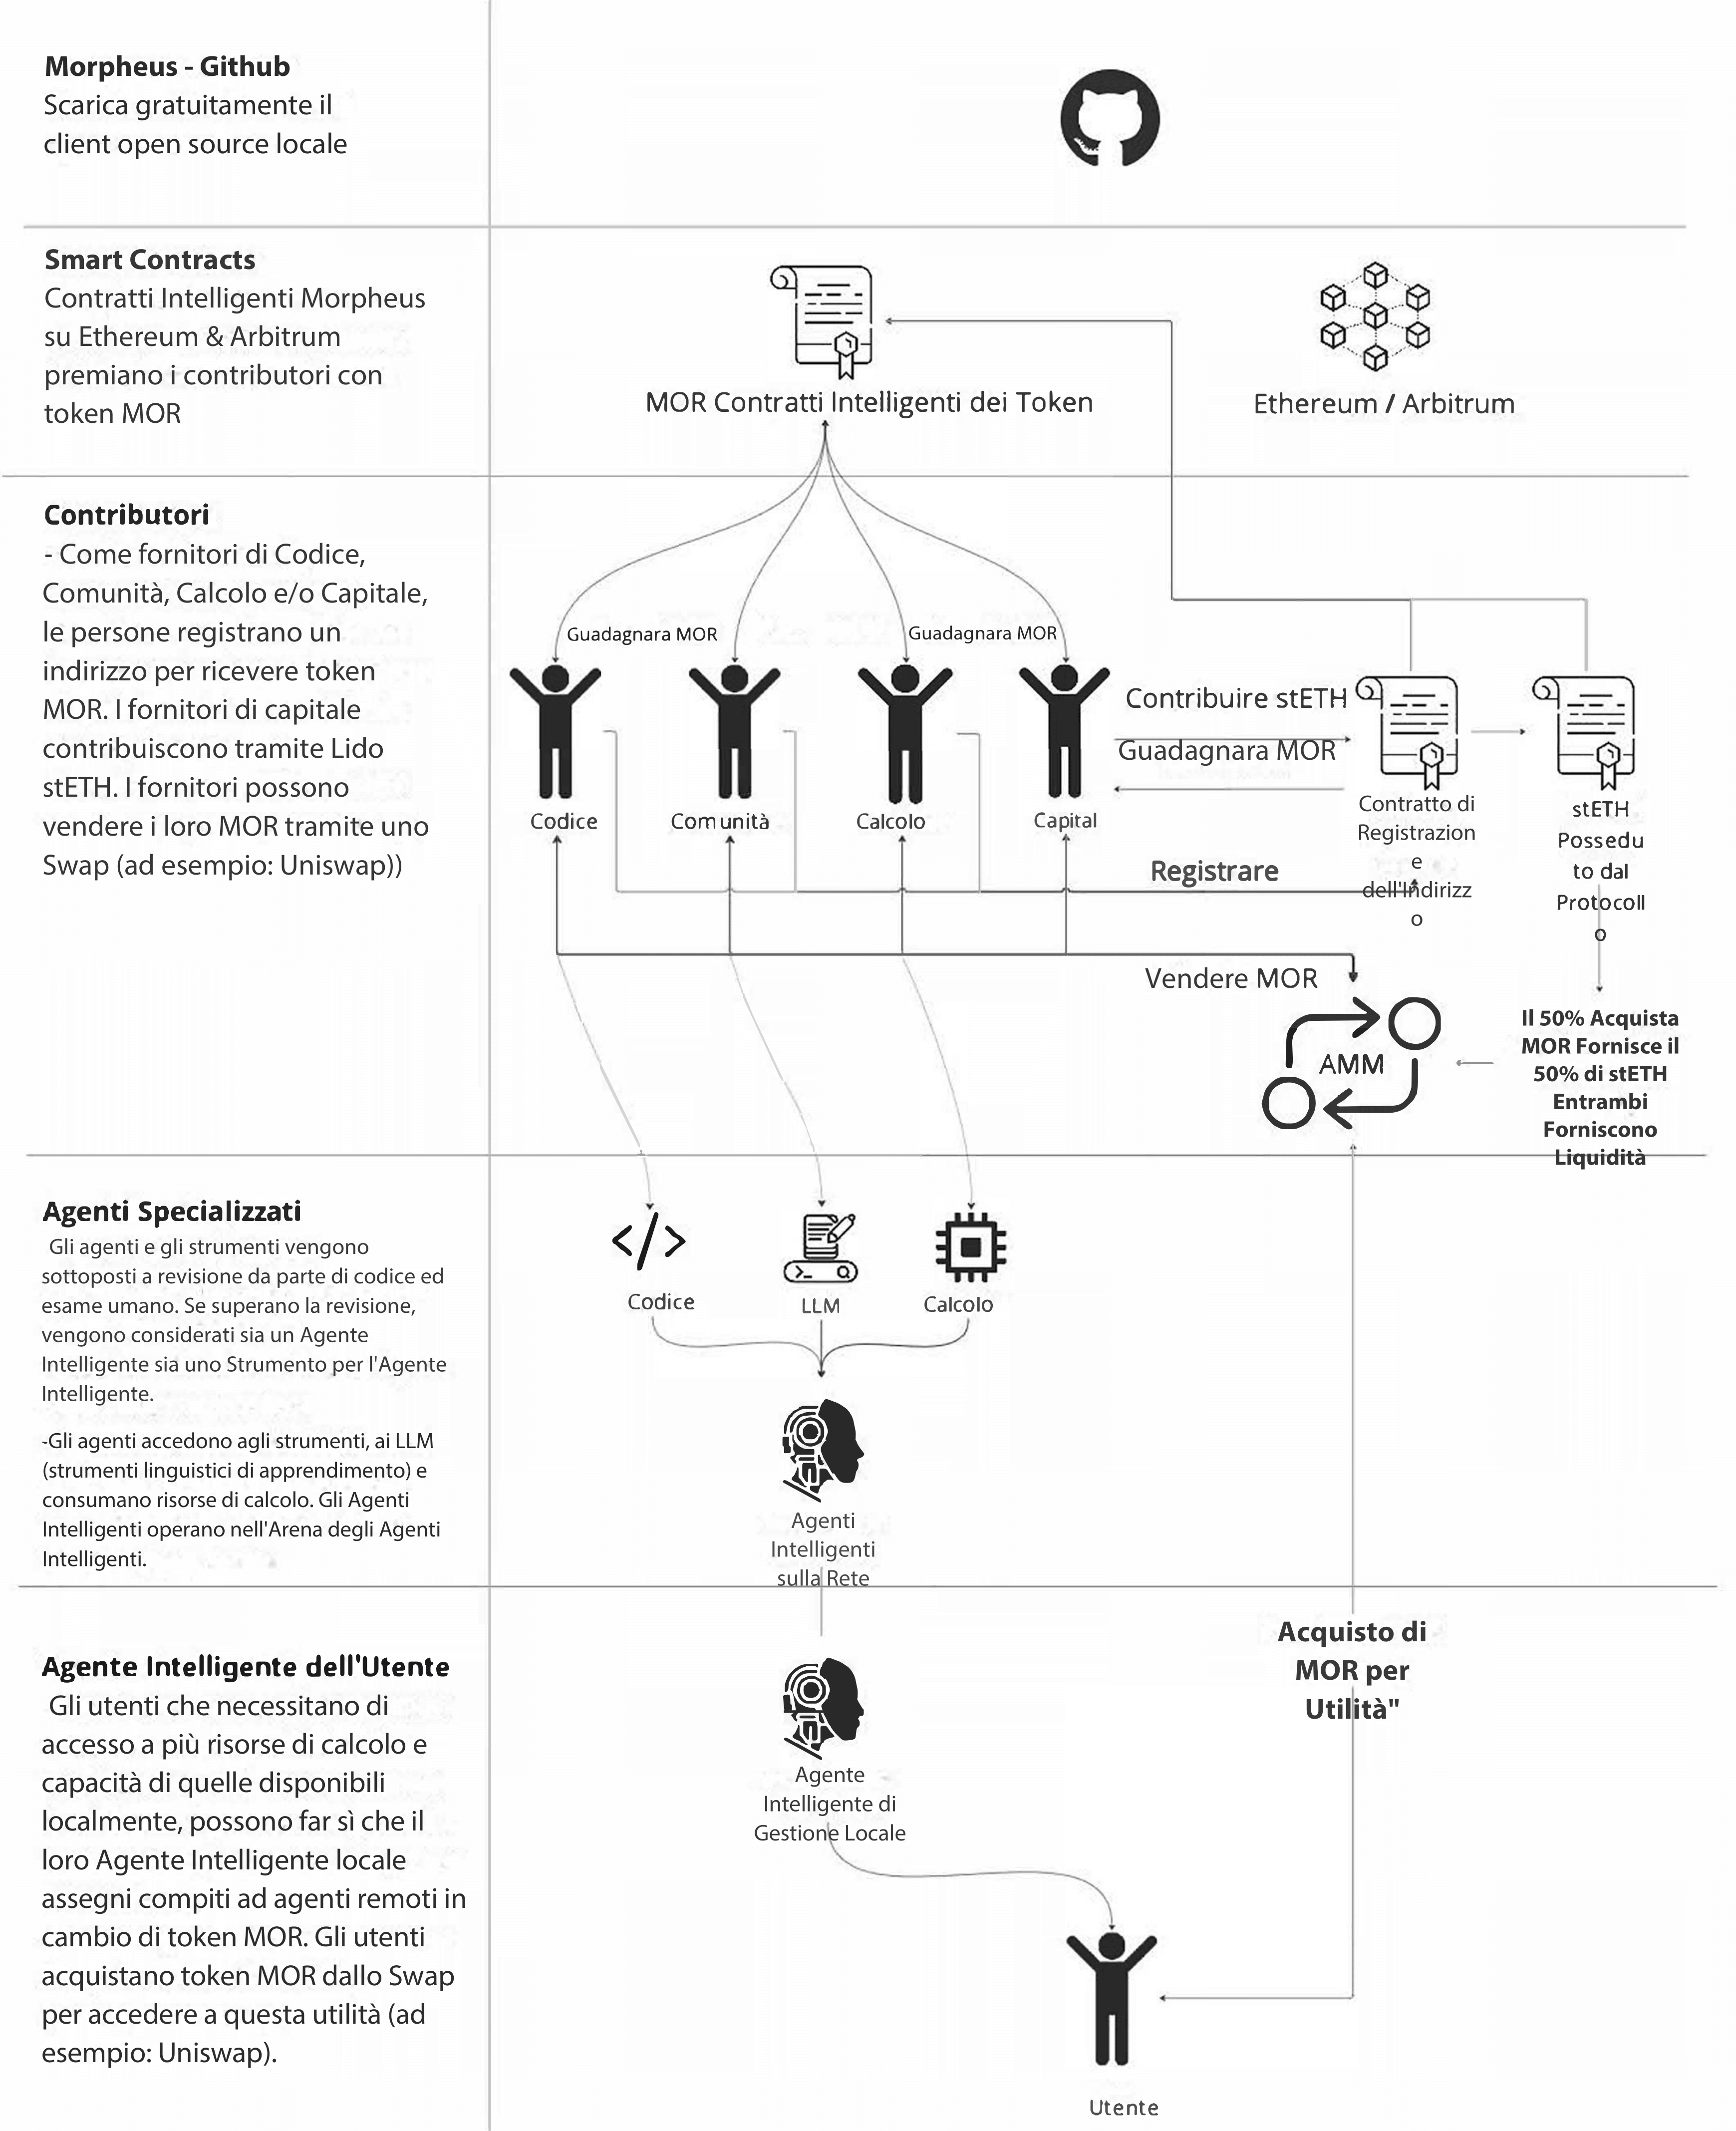 Morpheus - Github
Scarica gratuitamente il
client open source locale
Smart Contracts
Contratti Intelligenti Morpheus
su Ethereum & Arbitrum
premiano i contributori con
token MOR
MOR Contratti Intelligenti dei Token
Ethereum / Arbitrum
Contributori
- Come fornitori di Codice,
Comunità, Calcolo e/o Capitale,
le persone registrano un
indirizzo per ricevere token
MOR. I fornitori di capitale
contribuiscono tramite Lido
stETH. I fornitori possono
vendere i loro MOR tramite uno
Swap (ad esempio: Uniswap))
Guadagnara MOR
Guadagnara MOR
Contribuire stETH
Guadagnara MOR
Codice
Comunità
Calcolo
Capital
Contratto di
Registrazion
e
dell'Indirizz
o
stETH
Possedu
to dal
Protocoll
o
Registrare
Vendere MOR
AMM
Il 50% Acquista
MOR Fornisce il
50% di stETH
Entrambi
Forniscono
Liquidità
Agenti Specializzati
Gli agenti e gli strumenti vengono
sottoposti a revisione da parte di codice ed
esame umano. Se superano la revisione,
vengono considerati sia un Agente
Intelligente sia uno Strumento per l'Agente
Intelligente.
-Gli agenti accedono agli strumenti, ai LLM
(strumenti linguistici di apprendimento) e
consumano risorse di calcolo. Gli Agenti
Intelligenti operano nell'Arena degli Agenti
Intelligenti.
Codice
LLM
Calcolo
Agenti
Intelligenti
sulla Rete
Agente Intelligente dell'Utente
Gli utenti che necessitano di
accesso a più risorse di calcolo e
capacità di quelle disponibili
localmente, possono far sì che il
loro Agente Intelligente locale
assegni compiti ad agenti remoti in
cambio di token MOR. Gli utenti
acquistano token MOR dallo Swap
per accedere a questa utilità (ad
esempio: Uniswap).
Agente
Intelligente di
Gestione Locale
Acquisto di
MOR per
Utilità"
Utente